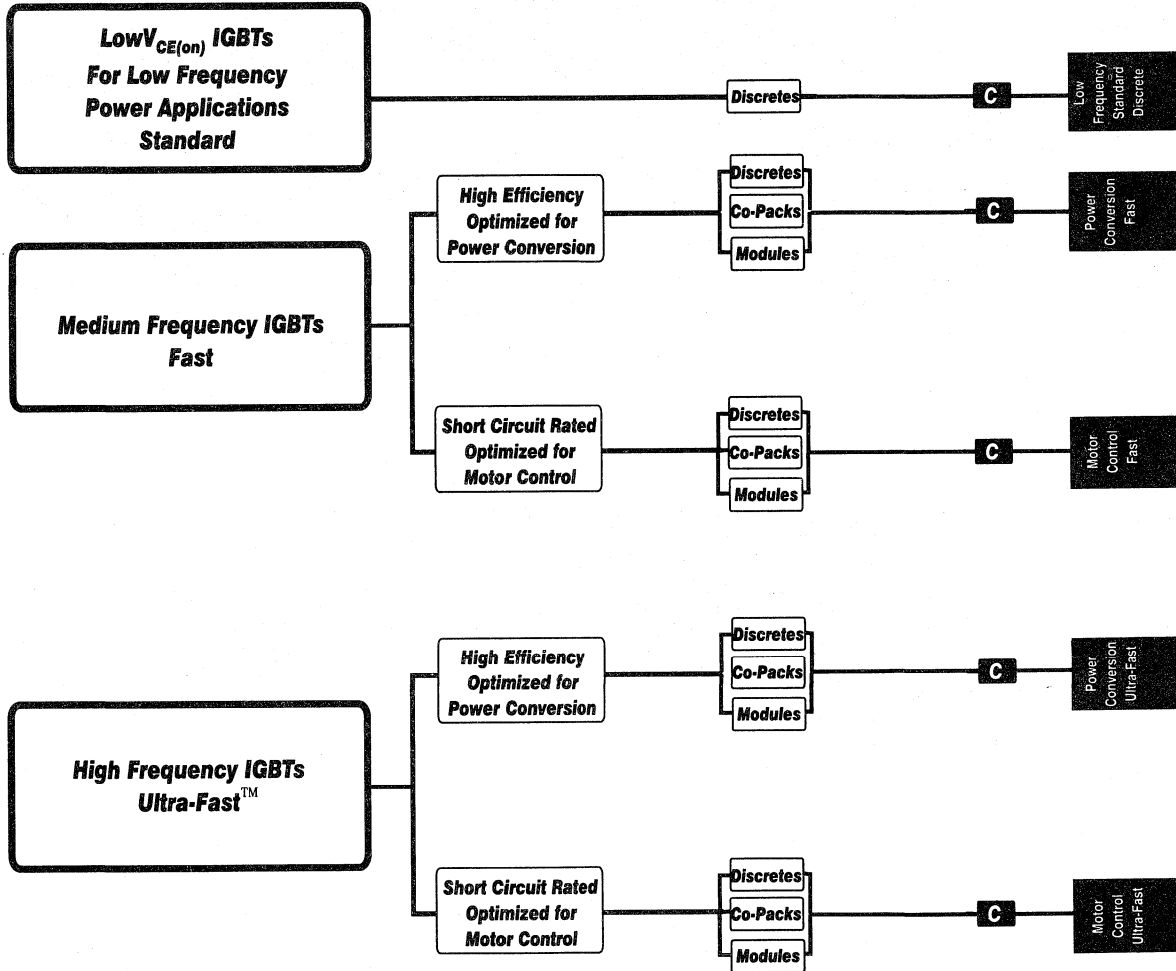 LowV CE(on) IGBTs
For Low Frequency
Power Applications
Standard
Discretes
C
Low
Frequency
Standard
Discrete
Medium Frequency IGBTs
Fast
High Efficiency
Optimized for
Power Conversion
Discretes
Co-Packs
Modules
C
Power
Conversion
Fast
Short Circuit Rated
Optimized for
Motor Control
Discretes
Co-Packs
Modules
C
Motor
Control
Fast
High Frequency IGBTs
Ultra-Fast™
High Efficiency
Optimized for
Power Conversion
Discretes
Co-Packs
Modules
C
Power
Conversion
Ultra-Fast
Short Circuit Rated
Optimized for
Motor Control
Discretes
Co-Packs
Modules
C
Motor
Control
Ultra-Fast